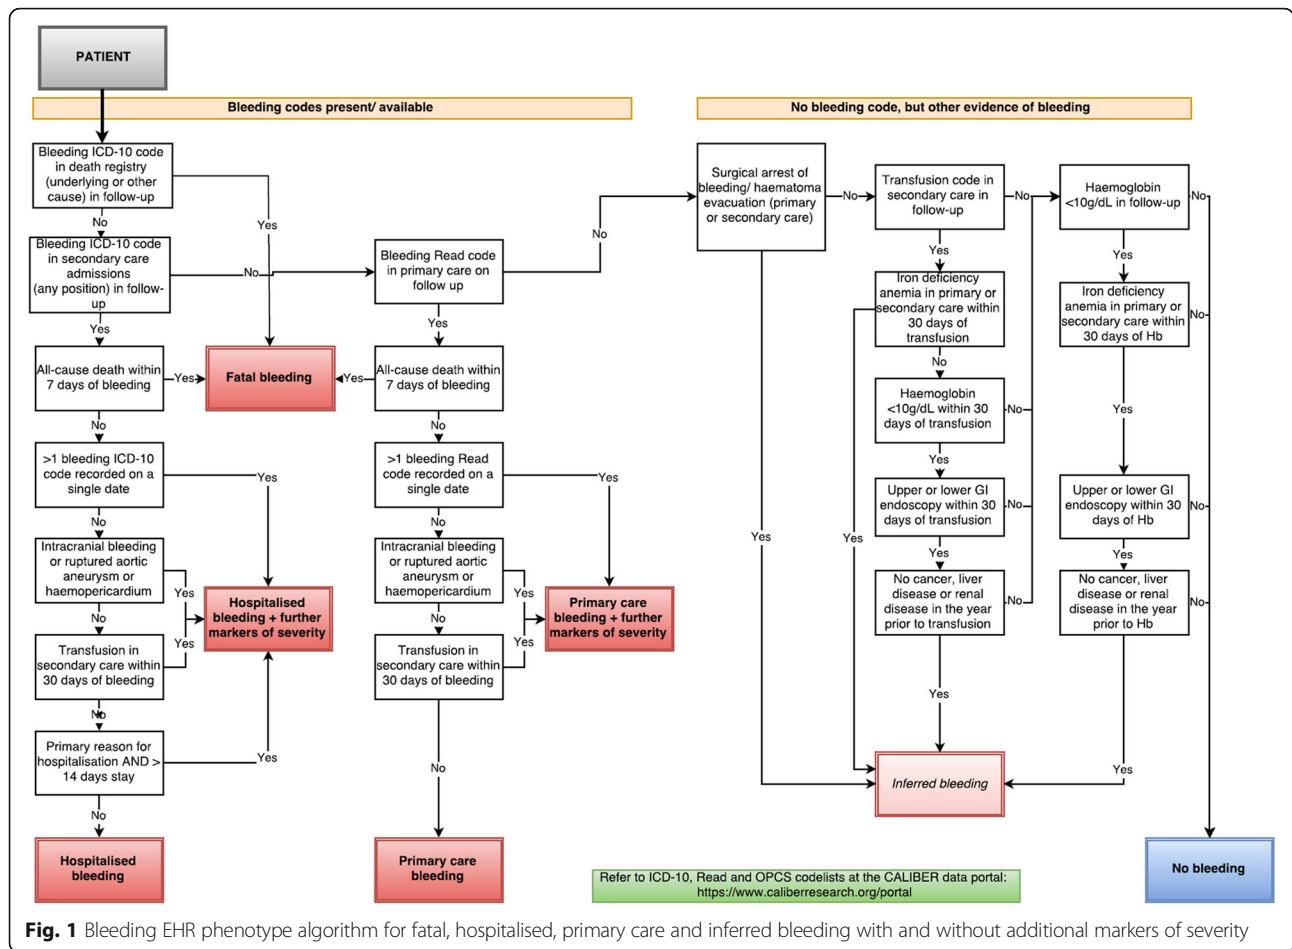 PATIENT
Bleeding codes present/ available
Bleeding ICD-10 code
in death registry
(underlying or other
cause) in follow-up
Yes
No
Bleeding ICD-10 code
in secondary care
admissions
(any position) in follow-
up
No
Yes
All-cause death within
7 days of bleeding
Yes
Fatal bleeding
No
>1 bleeding ICD-10
code recorded on a
single date
Yes
No
Intracranial bleeding
or ruptured aortic
aneurysm or
haemopericardium
Yes
No
Hospitalised
bleeding + further
markers of severity
Transfusion in
secondary care within
30 days of bleeding
Yes
No
Primary reason for
hospitalisation AND >
14 days stay
Yes
No
Hospitalised
bleeding
Bleeding Read code
in primary care on
follow up
No
Yes
All-cause death within
7 days of bleeding
Yes
No
>1 bleeding Read
code recorded on a
single date
Yes
No
Intracranial bleeding
or ruptured aortic
aneurysm or
haemopericardium
Yes
No
Primary care
bleeding + further
markers of severity
Transfusion in
secondary care within
30 days of bleeding
Yes
No
Primary care
bleeding
No bleeding code, but other evidence of bleeding
Surgical arrest of
bleeding/ haematoma
evacuation (primary
or secondary care)
No
Yes
Transfusion code in
secondary care in
follow-up
No
Yes
Iron deficiency
anemia in primary or
secondary care within
30 days of
transfusion
Yes
No
Haemoglobin
<10g/dL within 30
days of transfusion
No
Yes
Upper or lower GI
endoscopy within 30
days of transfusion
No
Yes
No cancer, liver
disease or renal
disease in the year
prior to transfusion
No
Yes
Inferred bleeding
Haemoglobin
<10g/dL in follow-up
No
Yes
Iron deficiency
anemia in primary or
secondary care within
30 days of Hb
No
Yes
Upper or lower GI
endoscopy within 30
days of Hb
No
Yes
No cancer, liver
disease or renal
disease in the year
prior to Hb
No
Yes
No bleeding
Refer to ICD-10, Read and OPCS codelists at the CALIBER data portal:
https://www.caliberresearch.org/portal
Fig. 1 Bleeding EHR phenotype algorithm for fatal, hospitalised, primary care and inferred bleeding with and without additional markers of severity